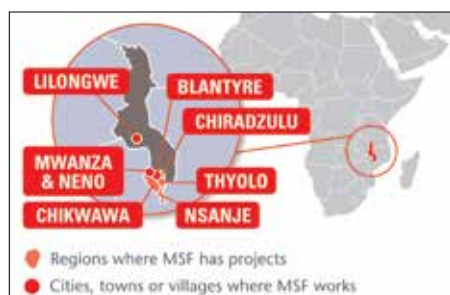 LILONGWE
BLANTYRE
CHIRADZULU
MWANZA
& NENO
THYOLO
CHIKWAWA
NSANJE
Regions where MSF has projects
Cities, towns or villages where MSF works